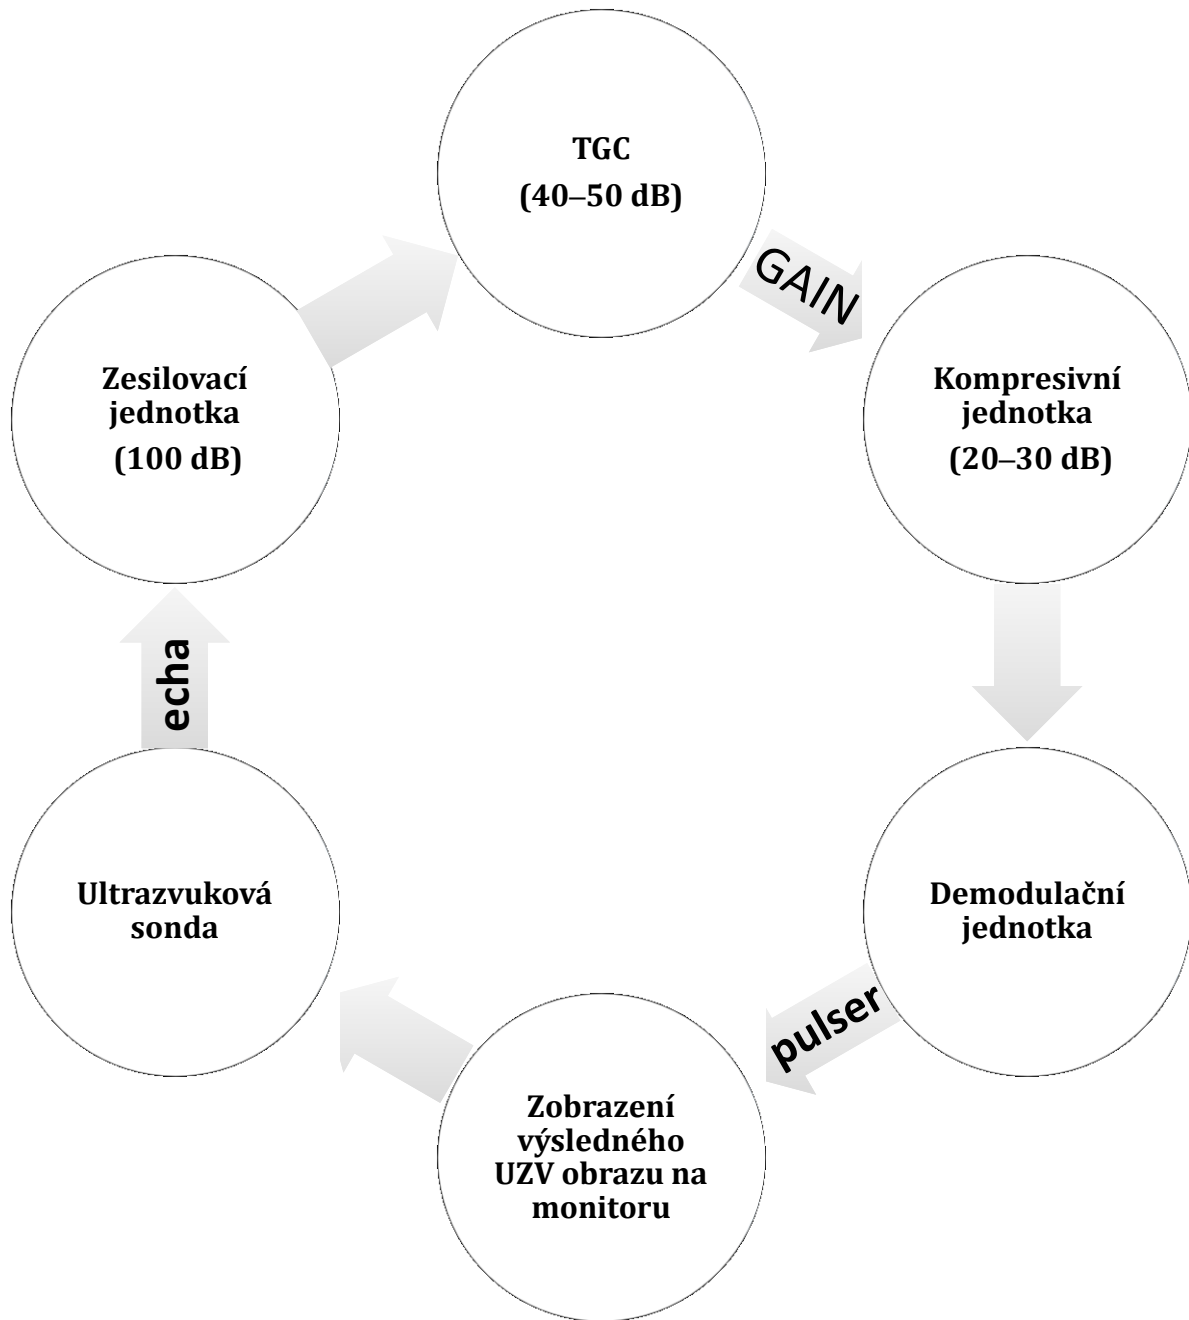 TGC
(40–50 dB)
GAIN
Kompresivní
jednotka
(20–30 dB)
Demodulační
jednotka
pulser
Zobrazení
výsledného
UZV obrazu na
monitoru
Ultrazvuková
sonda
echa
Zesilovací
jednotka
(100 dB)